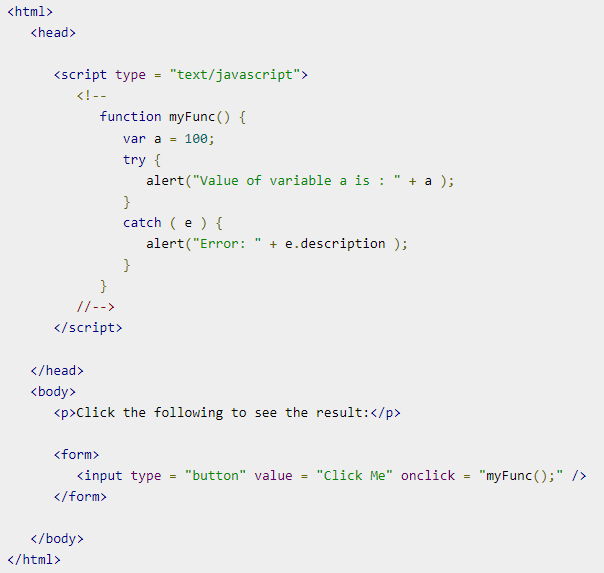 <html>
   <head>

      <script type = "text/javascript">
         <!--
            function myFunc() {
               var a = 100;
               try {
                  alert("Value of variable a is : " + a );
               }
               catch ( e ) {
                  alert("Error: " + e.description );
               }
            }
         //-->
      </script>

   </head>
   <body>
      <p>Click the following to see the result:</p>

      <form>
         <input type = "button" value = "Click Me" onclick = "myFunc();" />
      </form>

   </body>
</html>